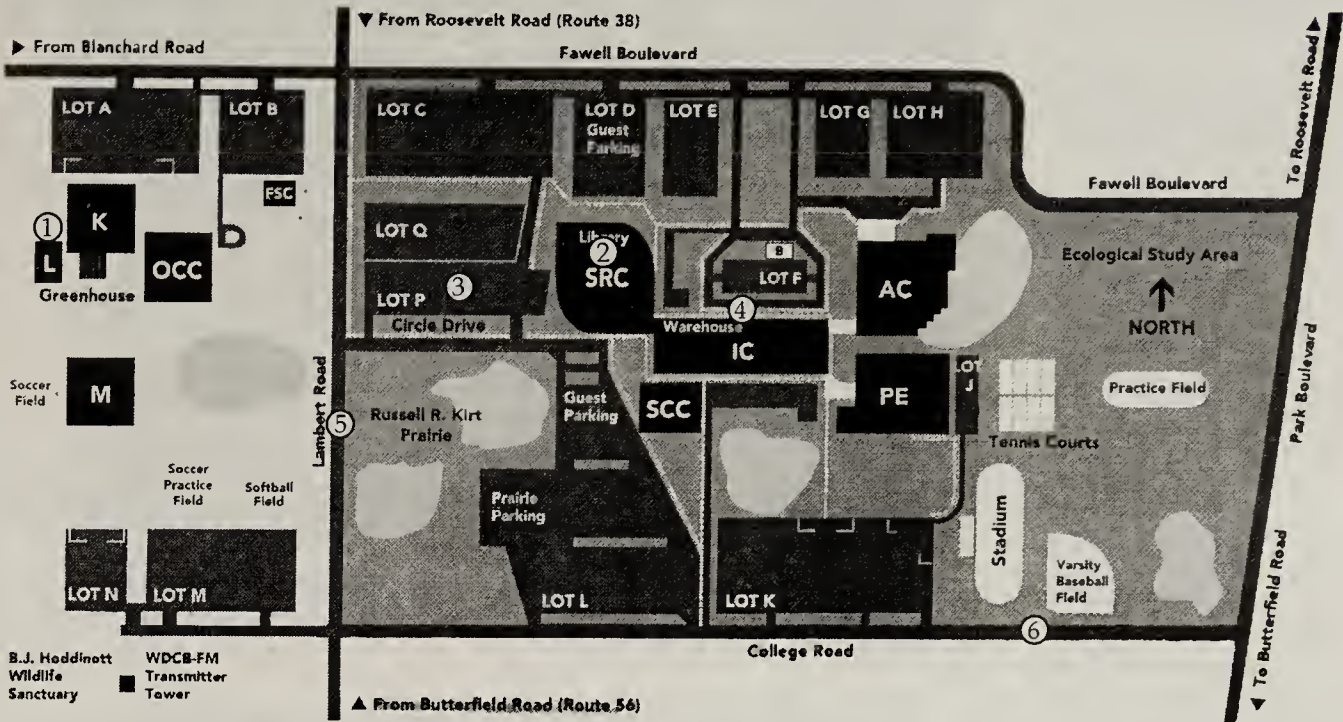 ▼ From Roosevelt Road (Route 38)
▶ From Blanchard Road
Fawell Boulevard
To Roosevelt Road ▲
LOT A
LOT B
LOT C
LOT D
Guest
Parking
LOT E
LOT G
LOT H
FSC
Fawell Boulevard
①
K
L
Greenhouse
OCC
D
LOT Q
LOT P
③
Circle Drive
Library
②
SRC
B
LOT F
④
AC
Ecological Study Area
NORTH
Warehouse
IC
Soccer
Field
M
Lambert Road
⑤
Russell R. Kirt
Prairie
Guest
Parking
SCC
PE
LOT
J
Practice Field
Tennis Courts
Park Boulevard
Soccer
Practice
Field
Softball
Field
Prairie
Parking
Stadium
Varsity
Baseball
Field
LOT N
LOT M
LOT L
LOT K
⑥
College Road
B.J. Hoddinott
Wildlife
Sanctuary
WDCB-FM
Transmitter
Tower
▲ From Butterfield Road (Route 56)
▼ To Butterfield Road